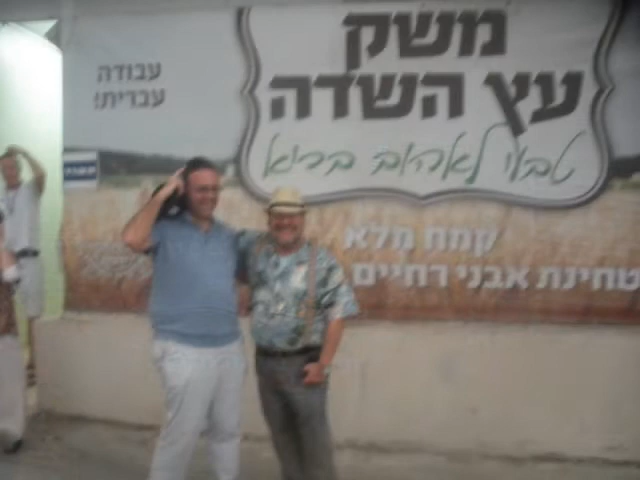 עבודה
עברית!
משק
עץ השדה
טבעי לאהוב בריא
קמח מלא
טחינת אבני רחיים